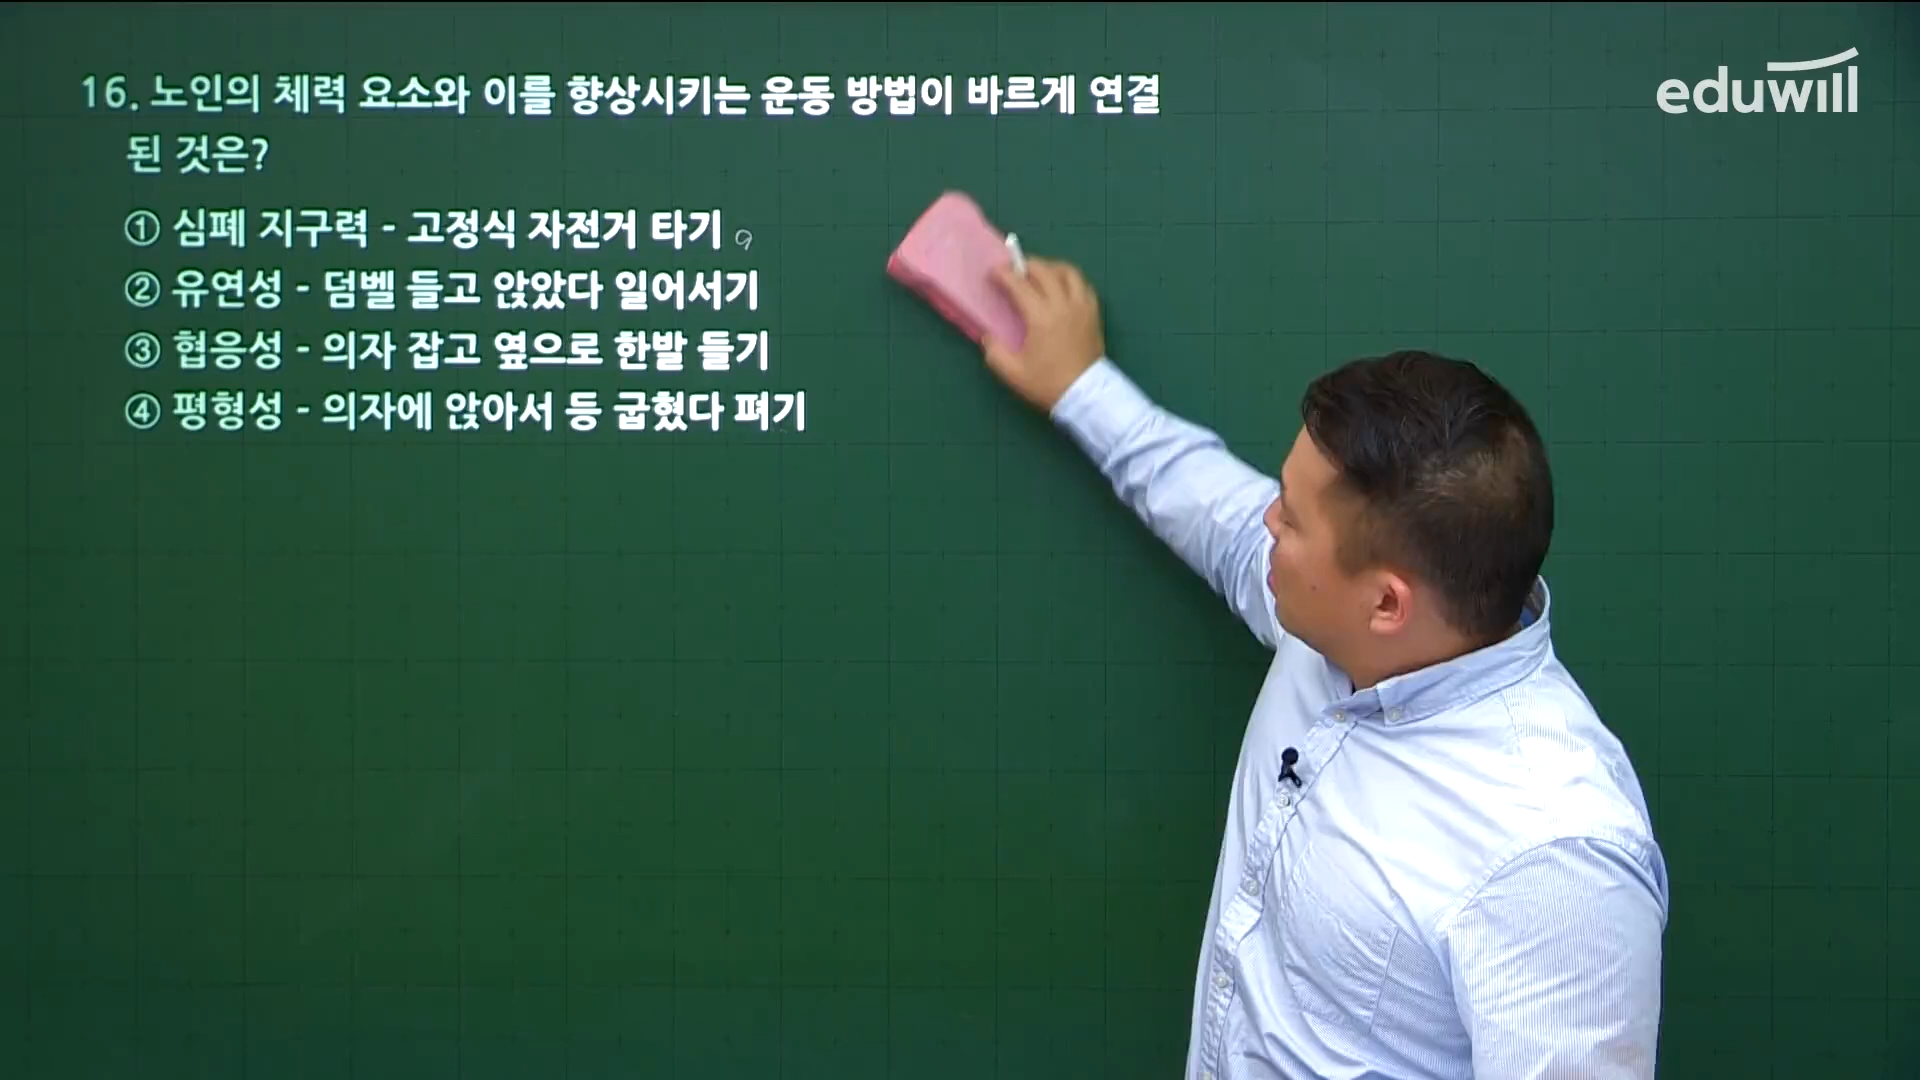 eduwill
16. 노인의 체력 요소와 이를 향상시키는 운동 방법이 바르게 연결
된 것은?
① 심폐 지구력 - 고정식 자전거 타기
② 유연성 - 덤벨 들고 앉았다 일어서기
③ 협응성 - 의자 잡고 옆으로 한발 들기
④ 평형성 - 의자에 앉아서 등 굽혔다 펴기